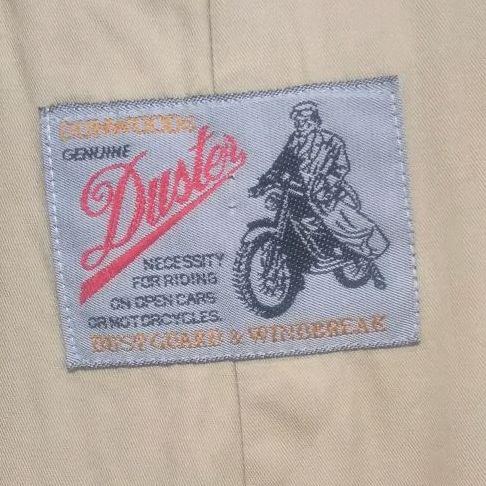 GENUINE
Duster
NECESSITY
FOR RIDING
ON OPEN CARS
OR MOTORCYCLES.
DUST GUARD & WINDBREAK